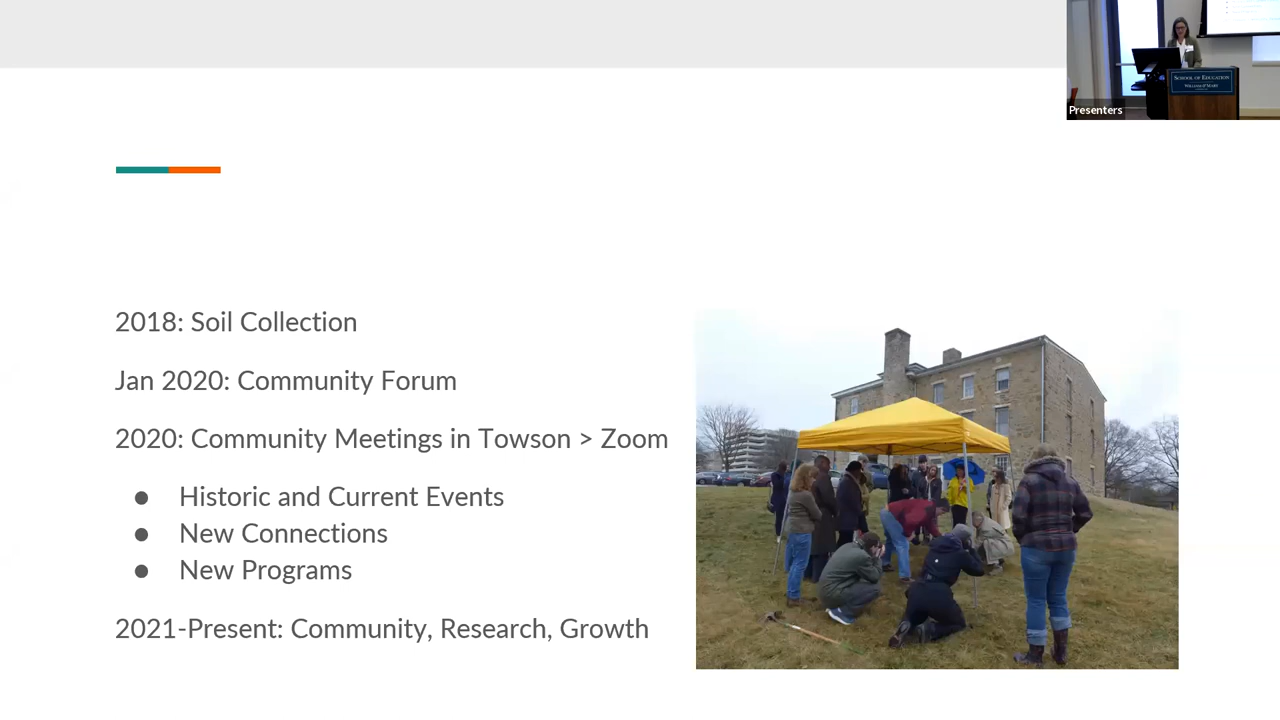 SCHOOL OF EDUCATION
WILLIAM & MARY
Presenters
2018: Soil Collection
Jan 2020: Community Forum
2020: Community Meetings in Towson > Zoom
● Historic and Current Events
● New Connections
● New Programs
2021-Present: Community, Research, Growth